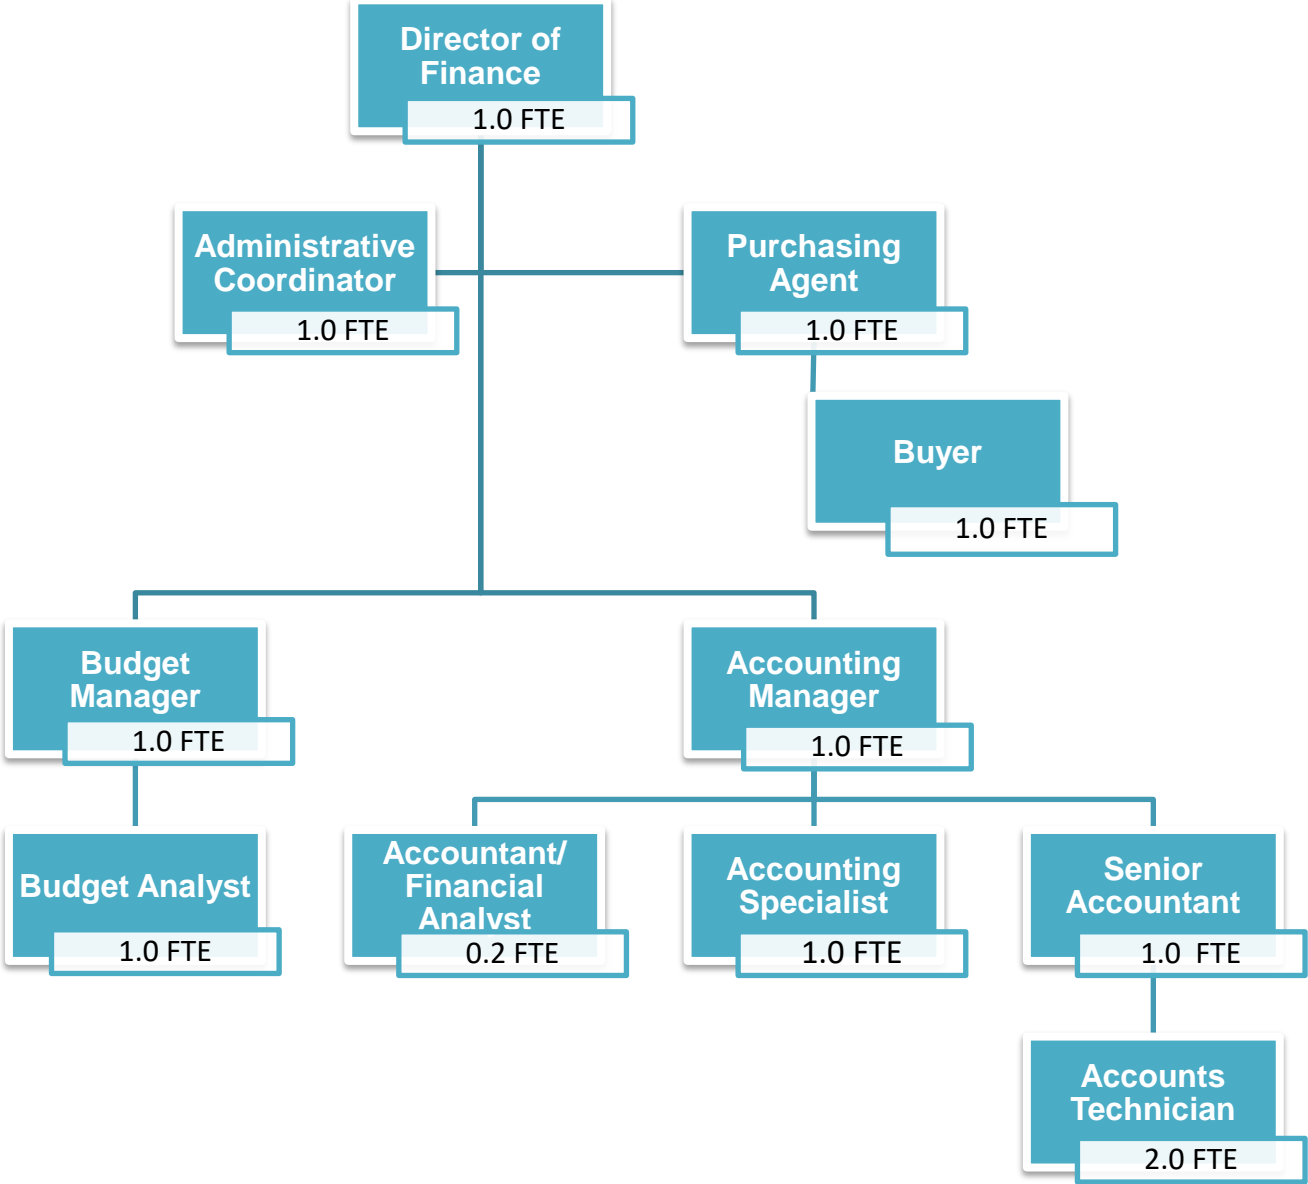 Director of
Finance
1.0 FTE
Administrative
Coordinator
1.0 FTE
Purchasing
Agent
1.0 FTE
Buyer
1.0 FTE
Budget
Manager
1.0 FTE
Accounting
Manager
1.0 FTE
Budget Analyst
1.0 FTE
Accountant/
Financial
Analyst
0.2 FTE
Accounting
Specialist
1.0 FTE
Senior
Accountant
1.0  FTE
Accounts
Technician
2.0 FTE